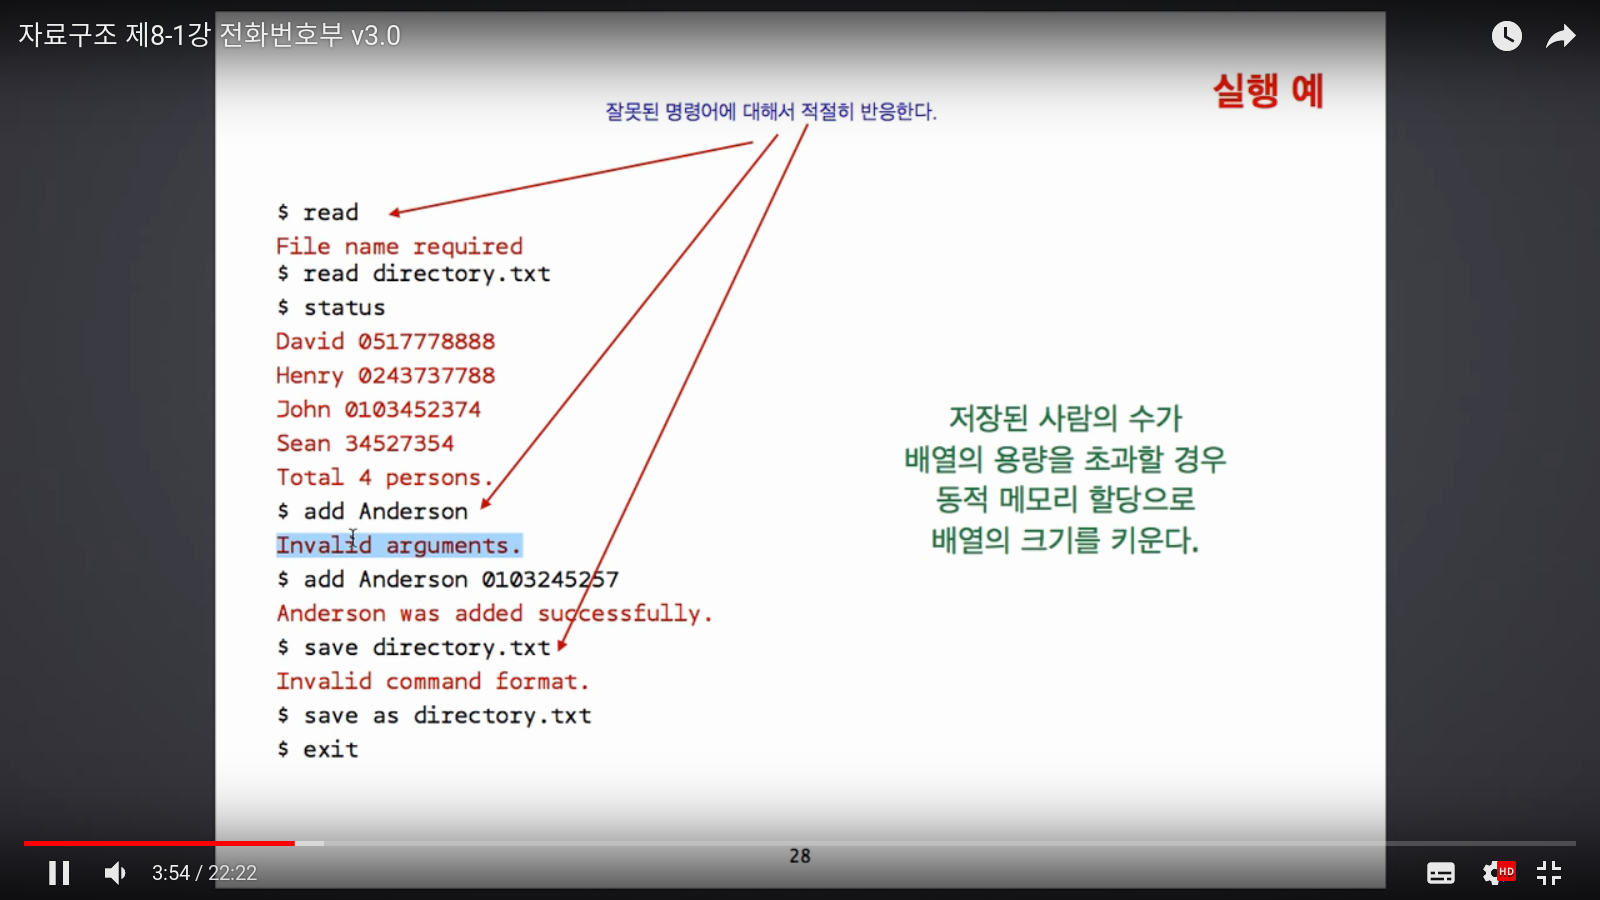 자료구조 제8-1강 전화번호부 v3.0
실행 예
잘못된 명령어에 대해서 적절히 반응한다.
$ read
File name required
$ read directory.txt
$ status
David 0517778888
Henry 0243737788
John 0103452374
Sean 34527354
Total 4 persons.
$ add Anderson
Invalid arguments.
$ add Anderson 0103245257
Anderson was added successfully.
$ save directory.txt
Invalid command format.
$ save as directory.txt
$ exit
저장된 사람의 수가
배열의 용량을 초과할 경우
동적 메모리 할당으로
배열의 크기를 키운다.
28
3:54 / 22:22
HD